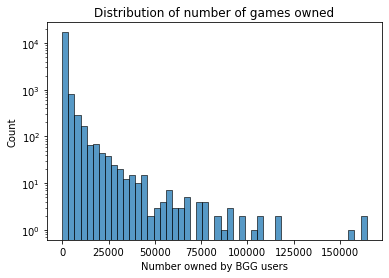 Distribution of number of games owned
10⁴
10³
10²
10¹
10⁰
Count
0 25000 50000 75000 100000 125000 150000
Number owned by BGG users